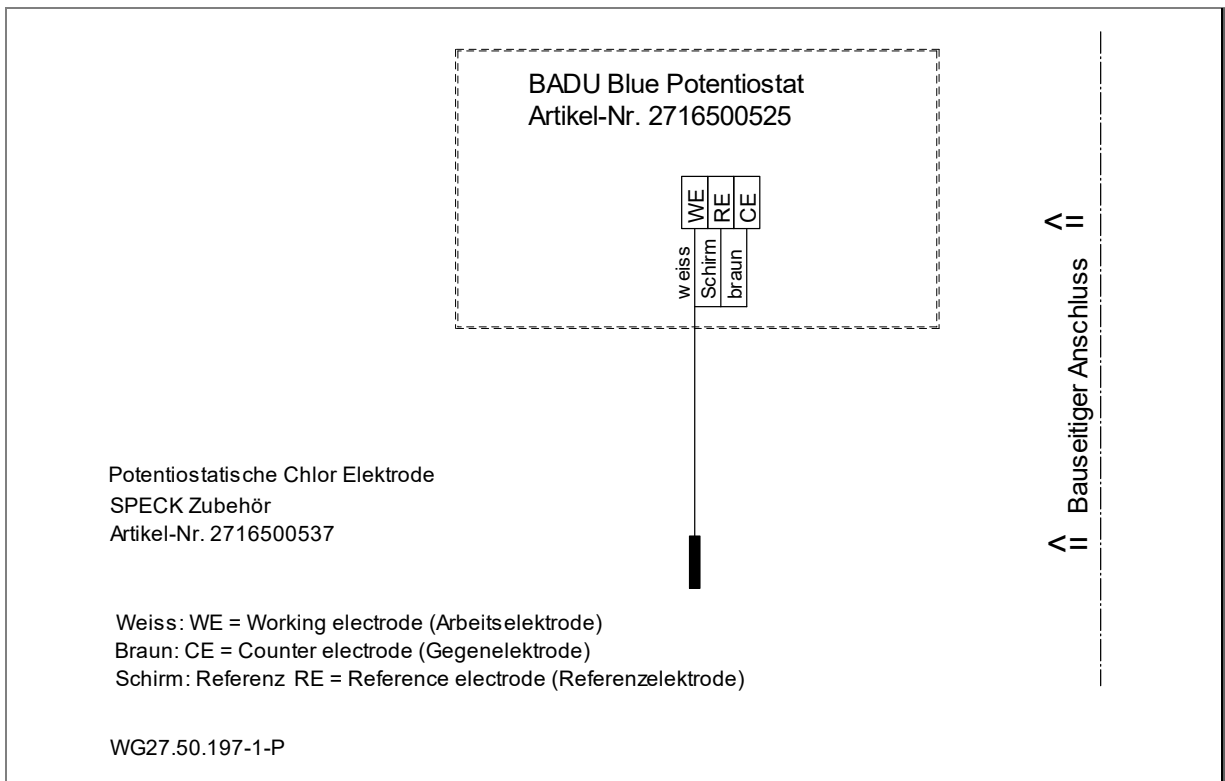 BADU Blue Potentiostat
Artikel-Nr. 2716500525
WE
RE
CE
weiss
Schirm
braun
<=
Bauseitiger Anschluss
<=
Potentiostatische Chlor Elektrode
SPECK Zubehör
Artikel-Nr. 2716500537
Weiss: WE = Working electrode (Arbeitselektrode)
Braun: CE = Counter electrode (Gegenelektrode)
Schirm: Referenz RE = Reference electrode (Referenzelektrode)
WG27.50.197-1-P